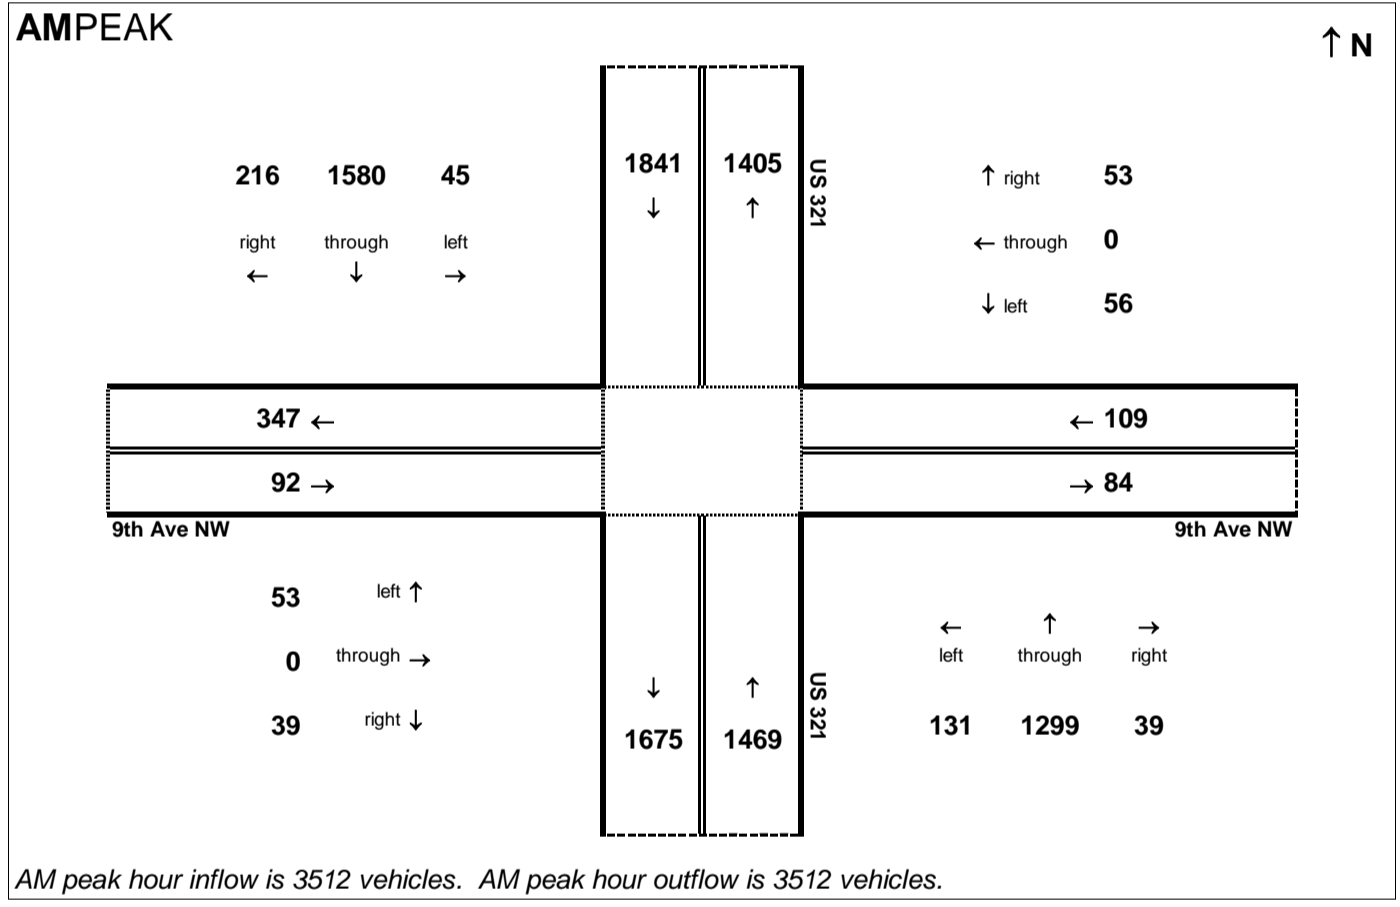 AMPEAK
↑ N
216 1580 45
right through left
← ↓ →
1841 1405
↓ ↑
US 321
↑ right 53
← through 0
↓ left 56
347 ←
← 109
92 →
→ 84
9th Ave NW
9th Ave NW
53 left ↑
0 through →
39 right ↓
↓ ↑
1675 1469
US 321
← ↑ →
left through right
131 1299 39
AM peak hour inflow is 3512 vehicles. AM peak hour outflow is 3512 vehicles.